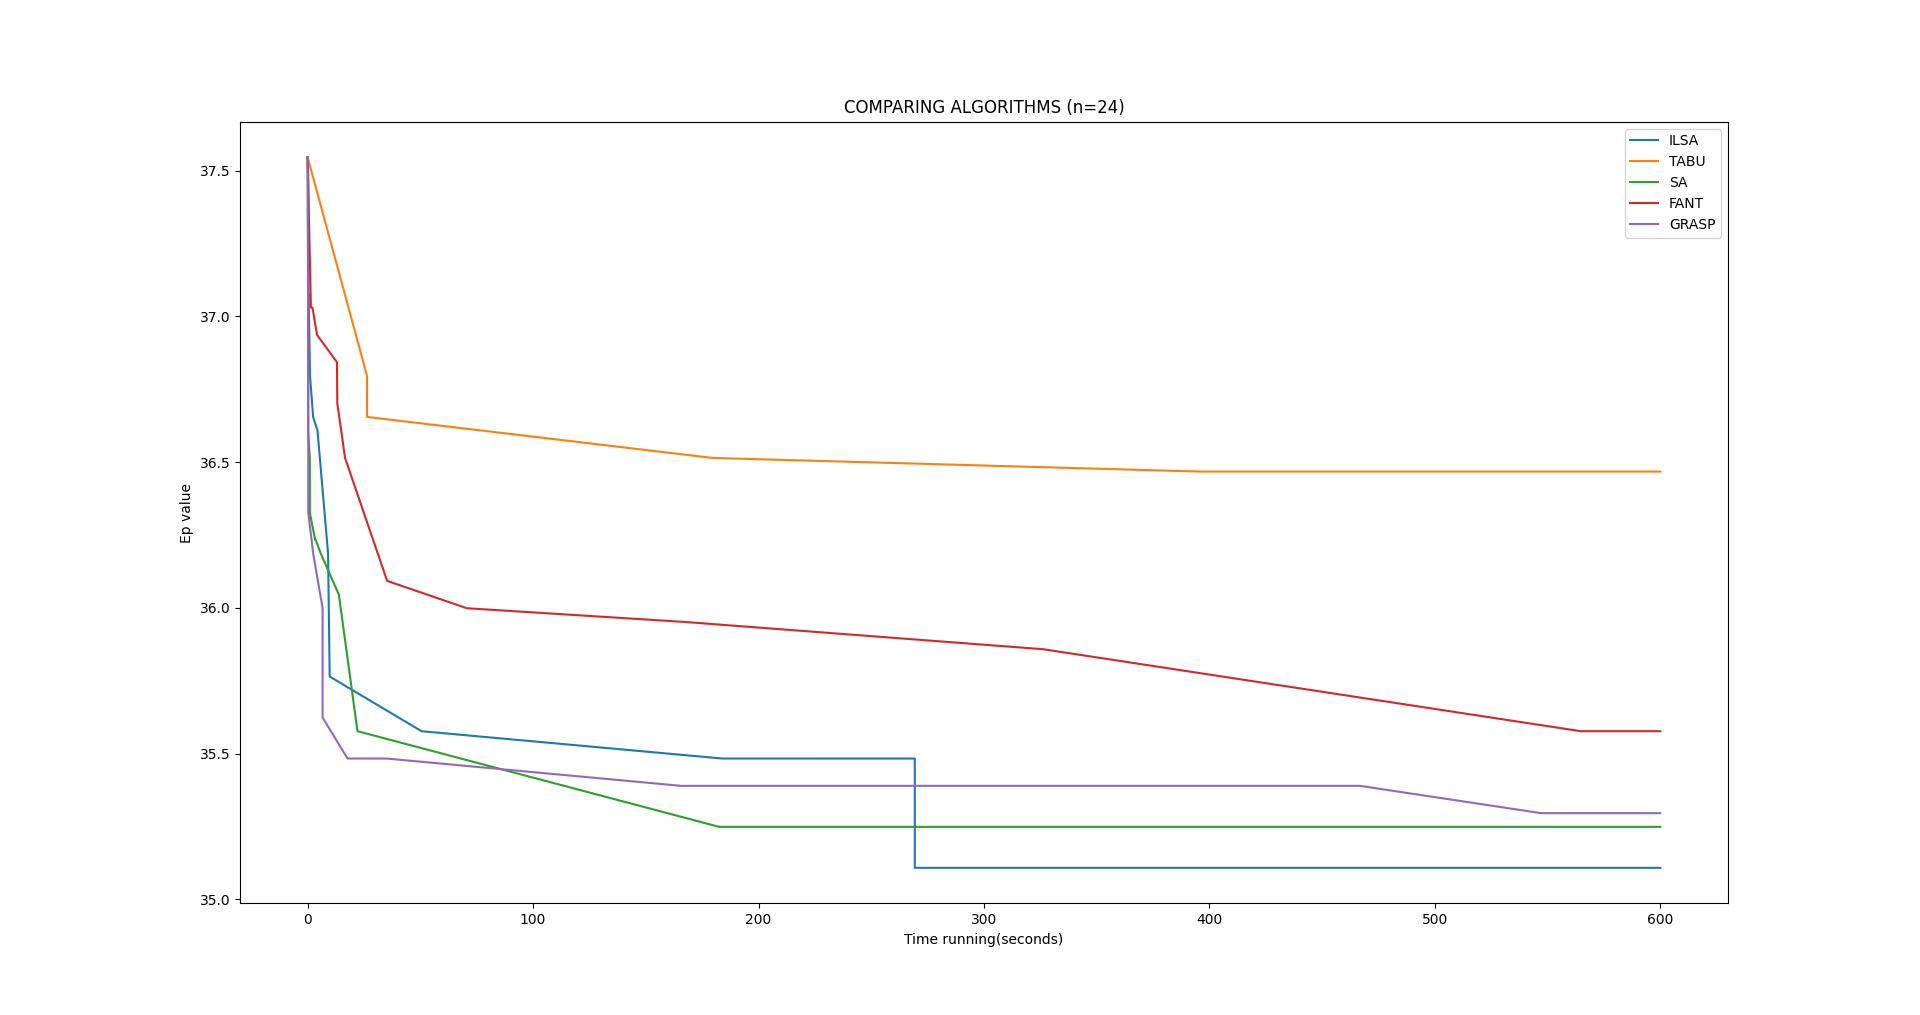 COMPARING ALGORITHMS (n=24)
ILSA
TABU
SA
FANT
GRASP
37.5
37.0
36.5
36.0
35.5
35.0
Ep value
0 100 200 300 400 500 600
Time running(seconds)